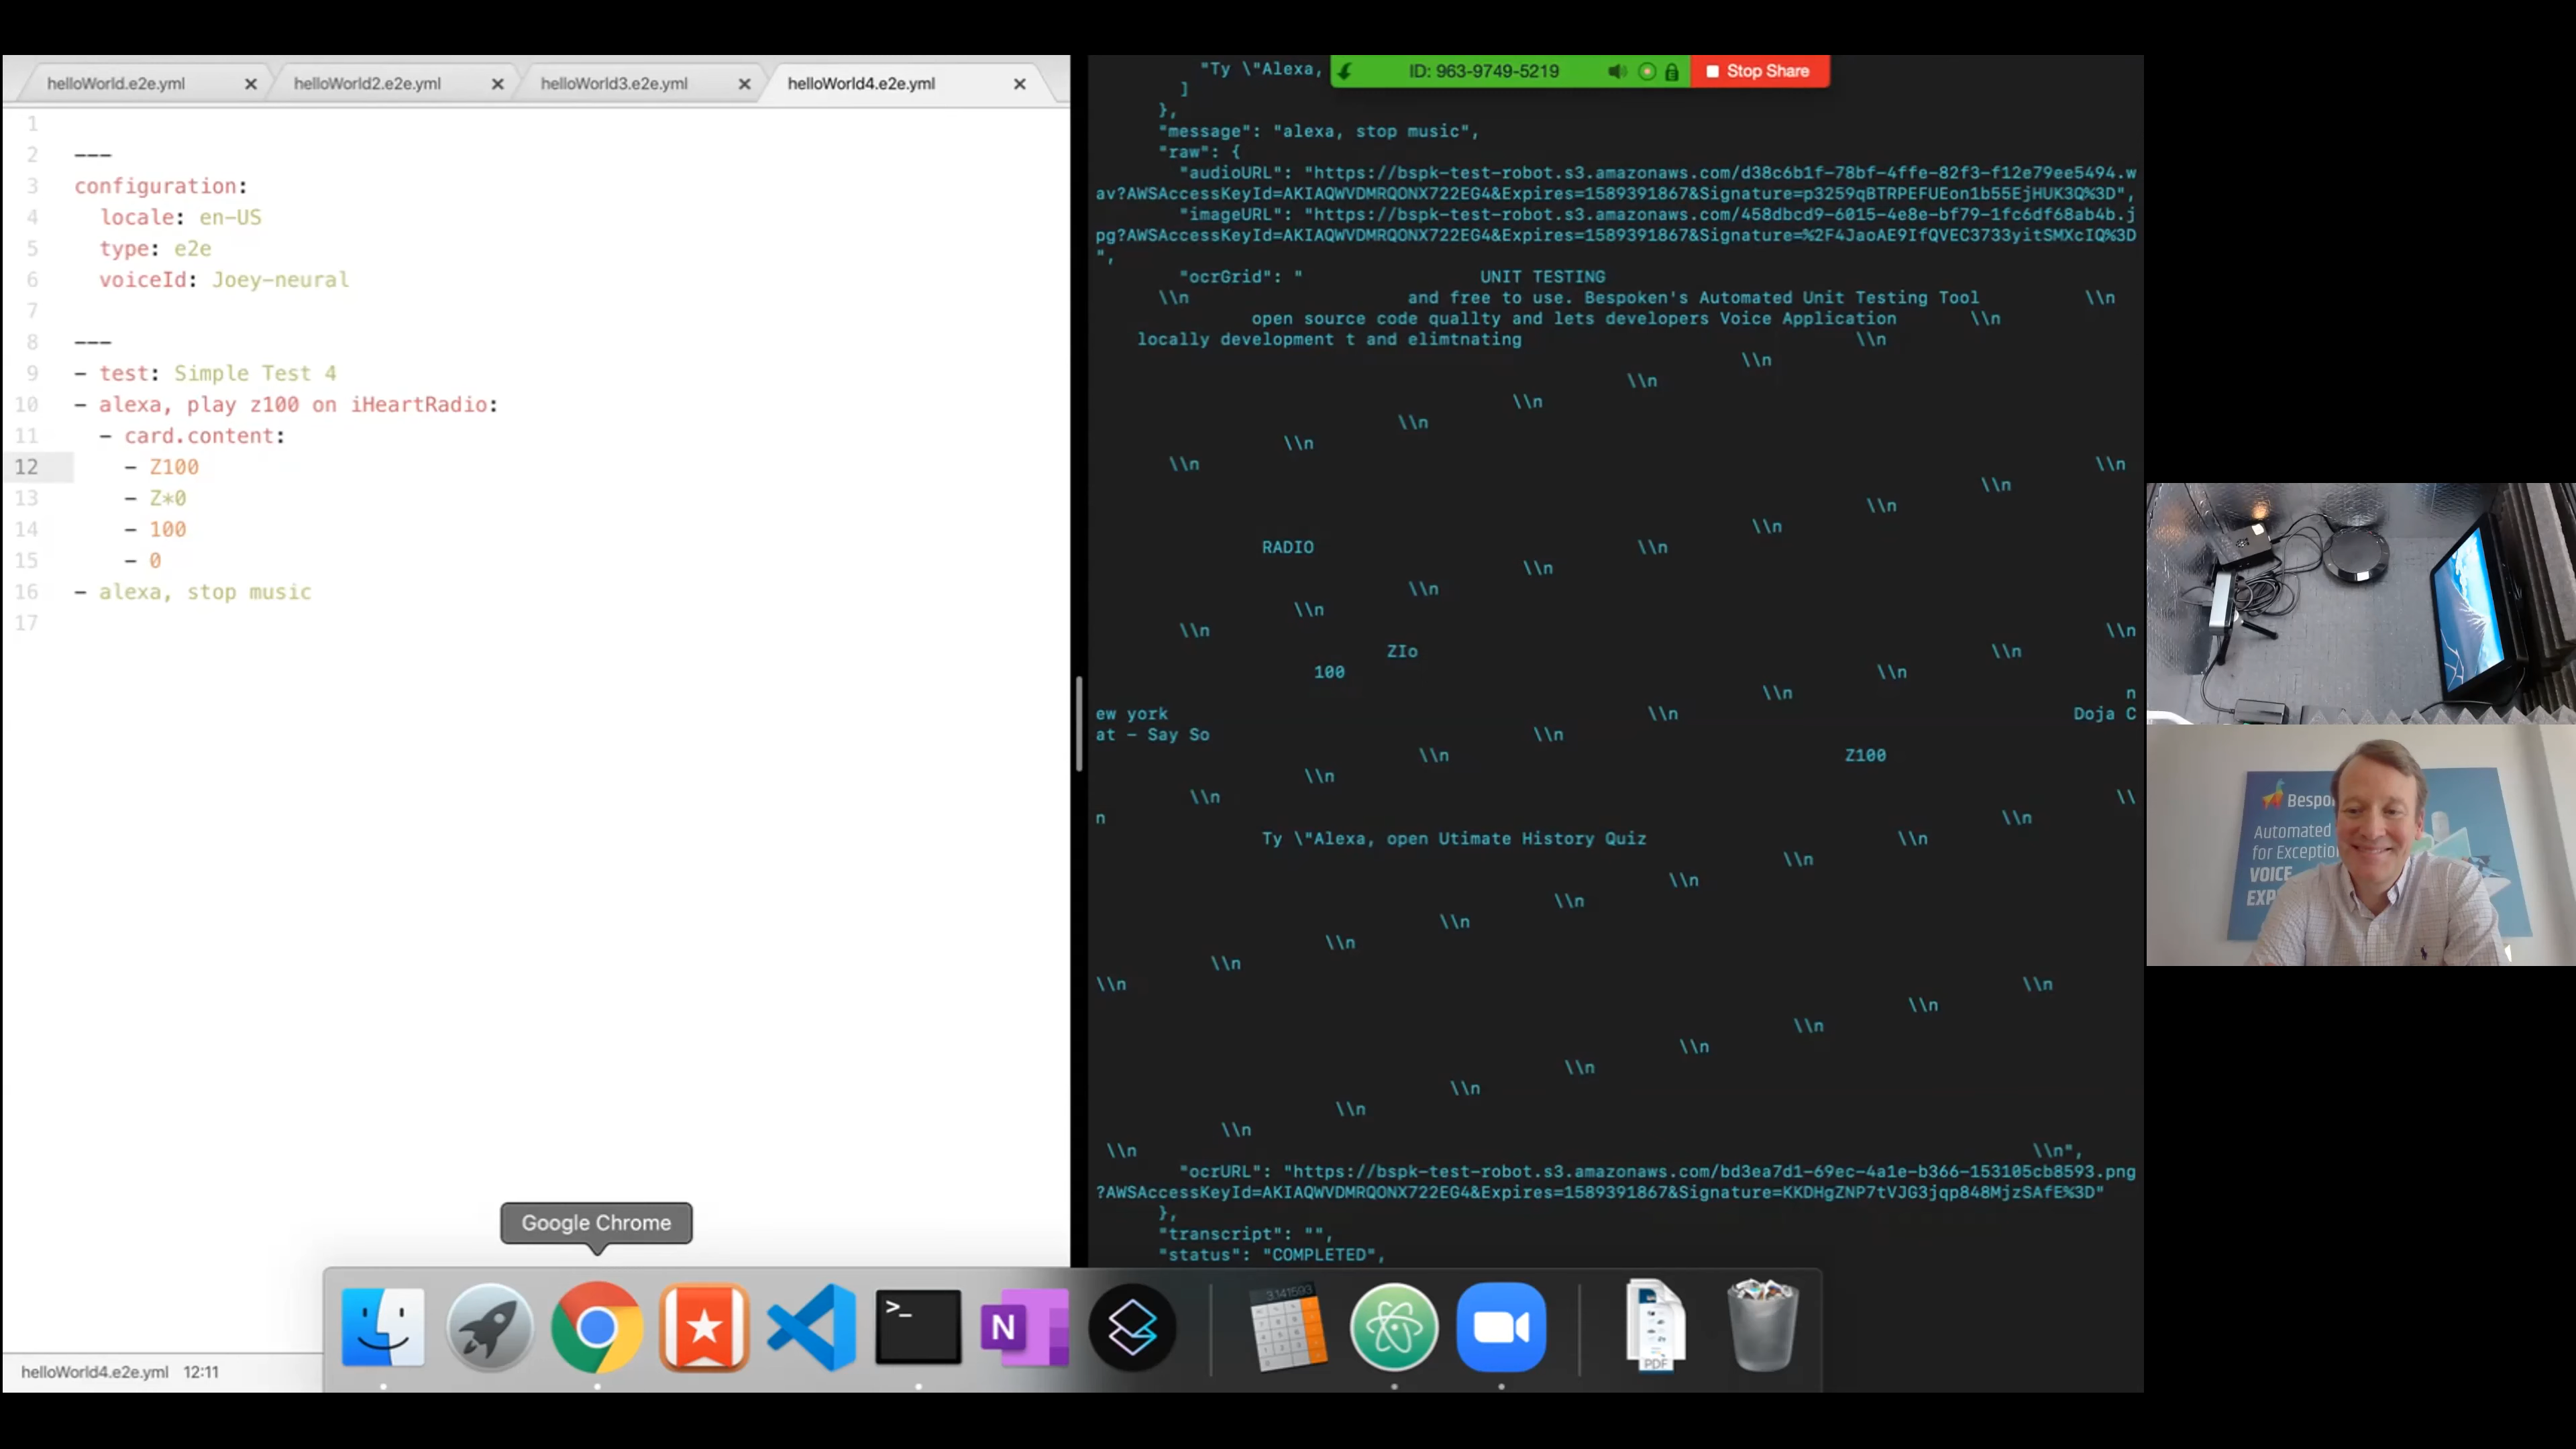 helloWorld.e2e.yml helloWorld2.e2e.yml helloWorld3.e2e.yml helloWorld4.e2e.yml
1
2 ---
3 configuration:
4 locale: en-US
5 type: e2e
6 voiceId: Joey-neural
7
8 ---
9 - test: Simple Test 4
10 - alexa, play z100 on iHeartRadio:
11 - card.content:
12 - Z100
13 - Z*0
14 - 100
15 - 0
16 - alexa, stop music
17
helloWorld4.e2e.yml 12:11
Google Chrome
ID: 963-9749-5219 Stop Share
"Ty \"Alexa,
]
},
"message": "alexa, stop music",
"raw": {
"audioURL": "https://bspk-test-robot.s3.amazonaws.com/d38c6b1f-78bf-4ffe-82f3-f12e79ee5494.w
av?AWSAccessKeyId=AKIAQWVDMRQONX722EG4&Expires=1589391867&Signature=p3259qBTRPEFUEon1b55EjHUK3Q%3D",
"imageURL": "https://bspk-test-robot.s3.amazonaws.com/458dbcd9-6015-4e8e-bf79-1fc6df68ab4b.j
pg?AWSAccessKeyId=AKIAQWVDMRQONX722EG4&Expires=1589391867&Signature=%2F4JaoAE9IfQVEC3733yitSMXcIQ%3D
",
"ocrGrid": " UNIT TESTING
\\n and free to use. Bespoken's Automated Unit Testing Tool \\n
open source code quallty and lets developers Voice Application \\n
locally development t and elimtnating \\n
\\n
\\n
\\n
\\n
\\n
\\n \\n
\\n
\\n
\\n
RADIO \\n
\\n
\\n
\\n
\\n \\n
ZIo \\n
100 \\n
\\n n
ew york \\n Doja C
at - Say So \\n
\\n Z100
\\n
\\n \\
n \\n
Ty \"Alexa, open Utimate History Quiz \\n
\\n
\\n
\\n
\\n
\\n
\\n
\\n \\n
\\n
\\n
\\n
\\n
\\n
\\n
\\n
\\n \\n",
"ocrURL": "https://bspk-test-robot.s3.amazonaws.com/bd3ea7d1-69ec-4a1e-b366-153105cb8593.png
?AWSAccessKeyId=AKIAQWVDMRQONX722EG4&Expires=1589391867&Signature=KKDHgZNP7tVJG3jqp848MjzSAfE%3D"
},
"transcript": "",
"status": "COMPLETED",
>_
N
3.141593
PDF
Automated
VOICE